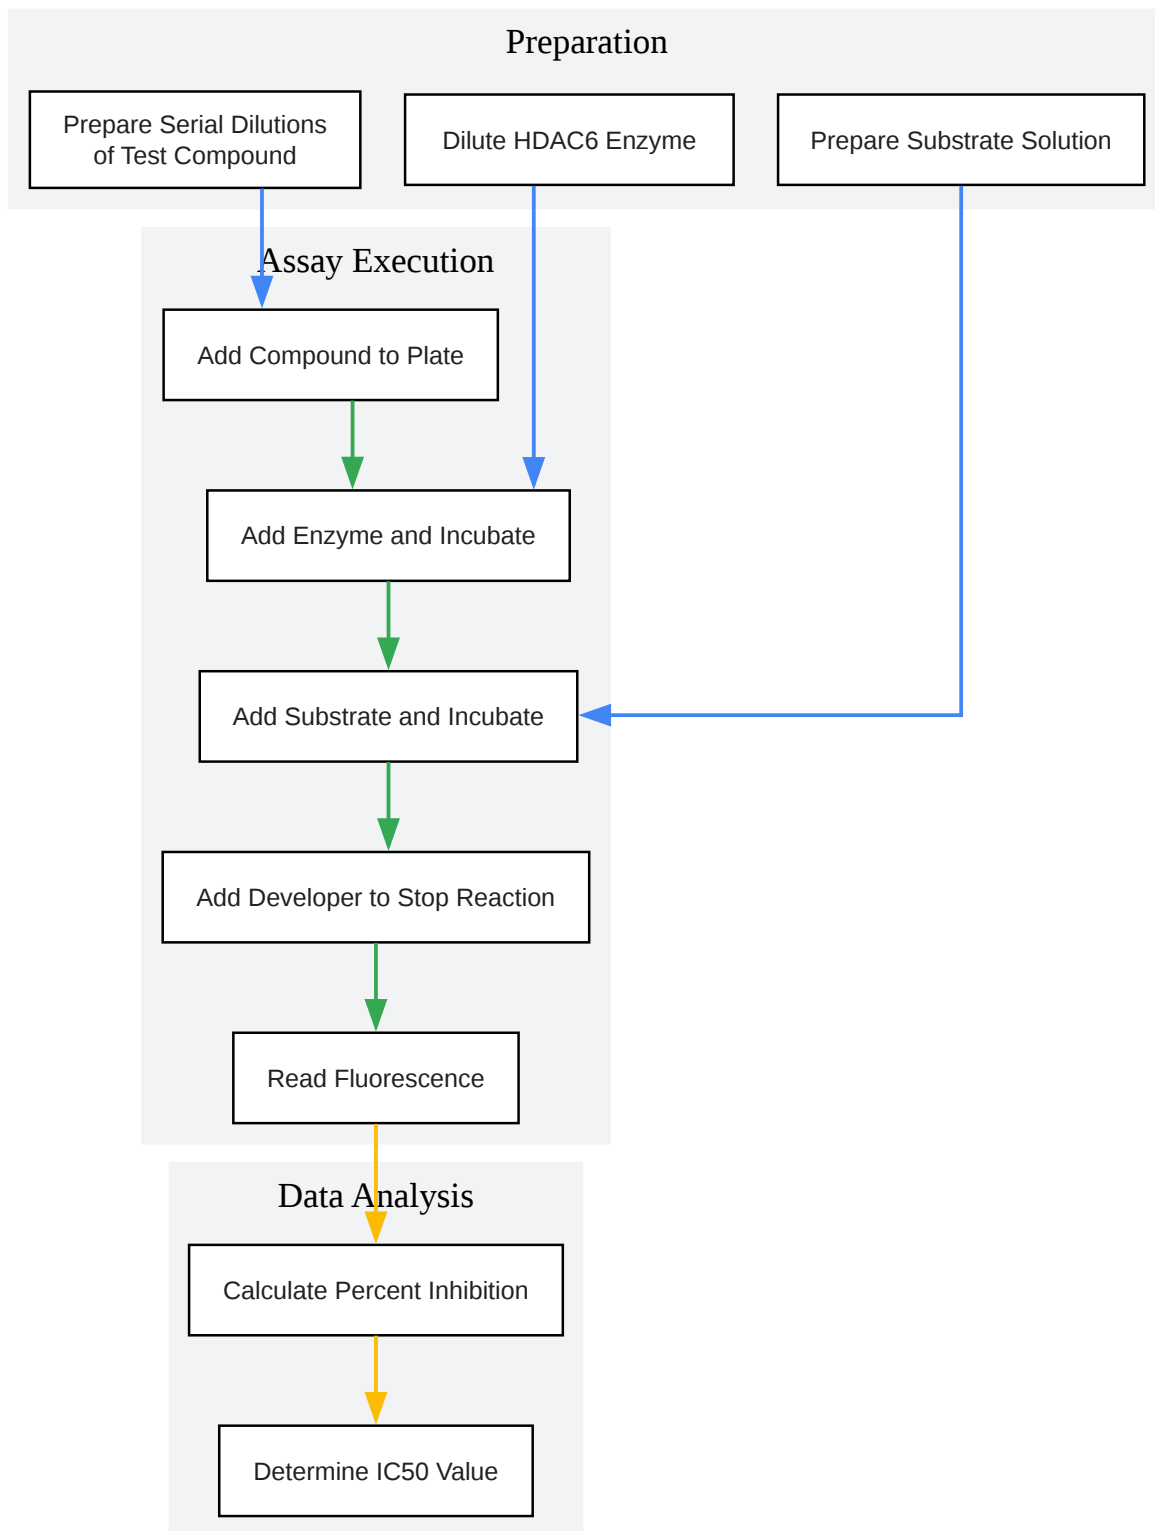 Preparation
Prepare Serial Dilutions
of Test Compound
Dilute HDAC6 Enzyme
Prepare Substrate Solution
Assay Execution
Add Compound to Plate
Add Enzyme and Incubate
Add Substrate and Incubate
Add Developer to Stop Reaction
Read Fluorescence
Data Analysis
Calculate Percent Inhibition
Determine IC50 Value